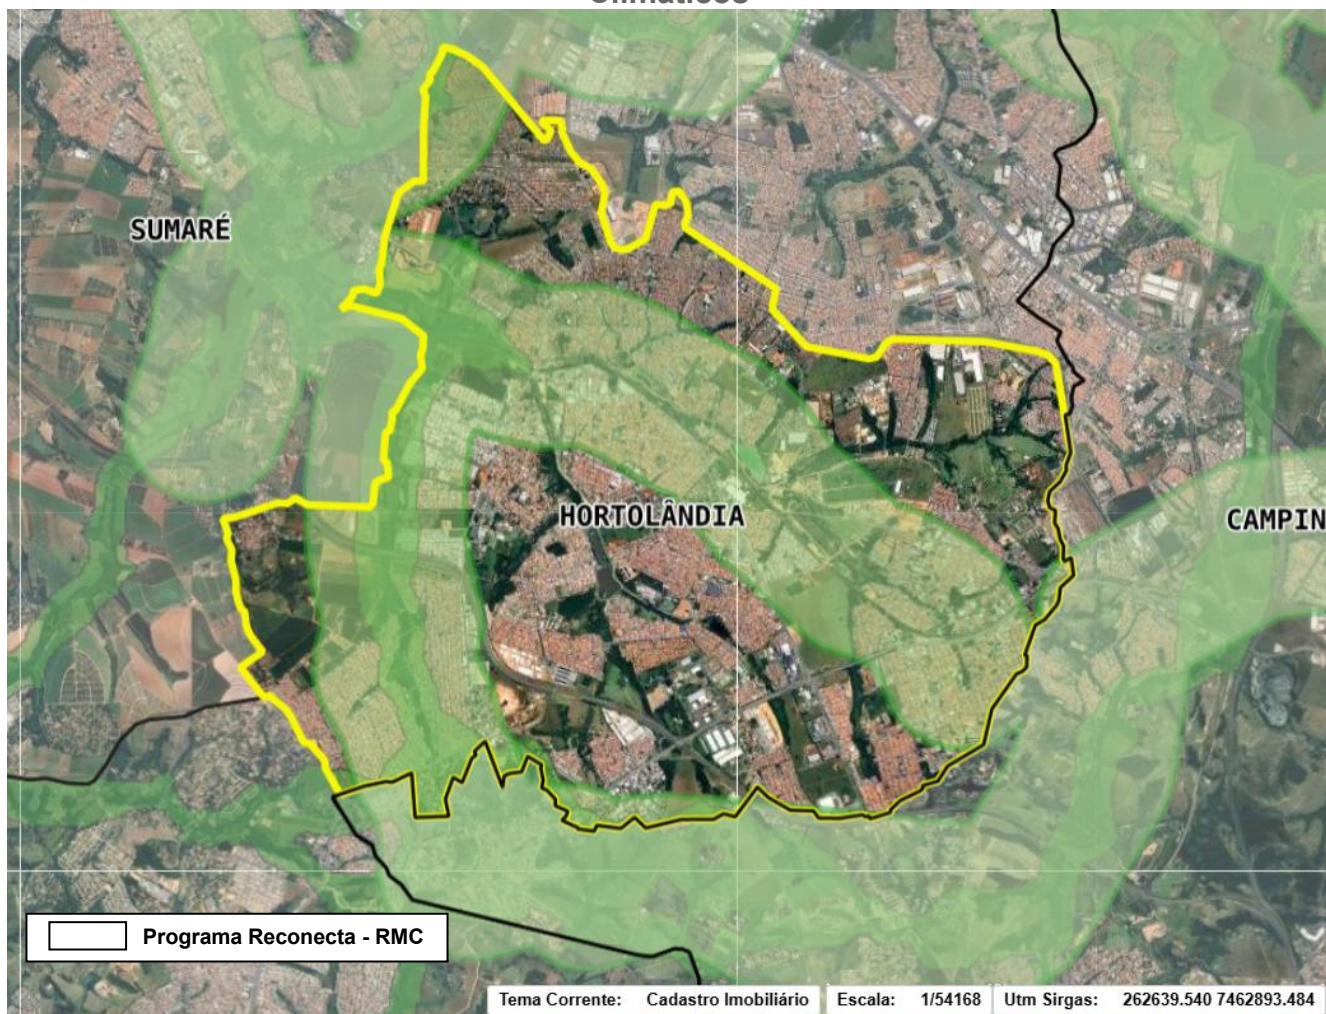 Climáticos
SUMARÉ
HORTOLÂNDIA
CAMPIN
Programa Reconecta - RMC
Tema Corrente: Cadastro Imobiliário Escala: 1/54168 Utm Sirgas: 262639.540 7462893.484